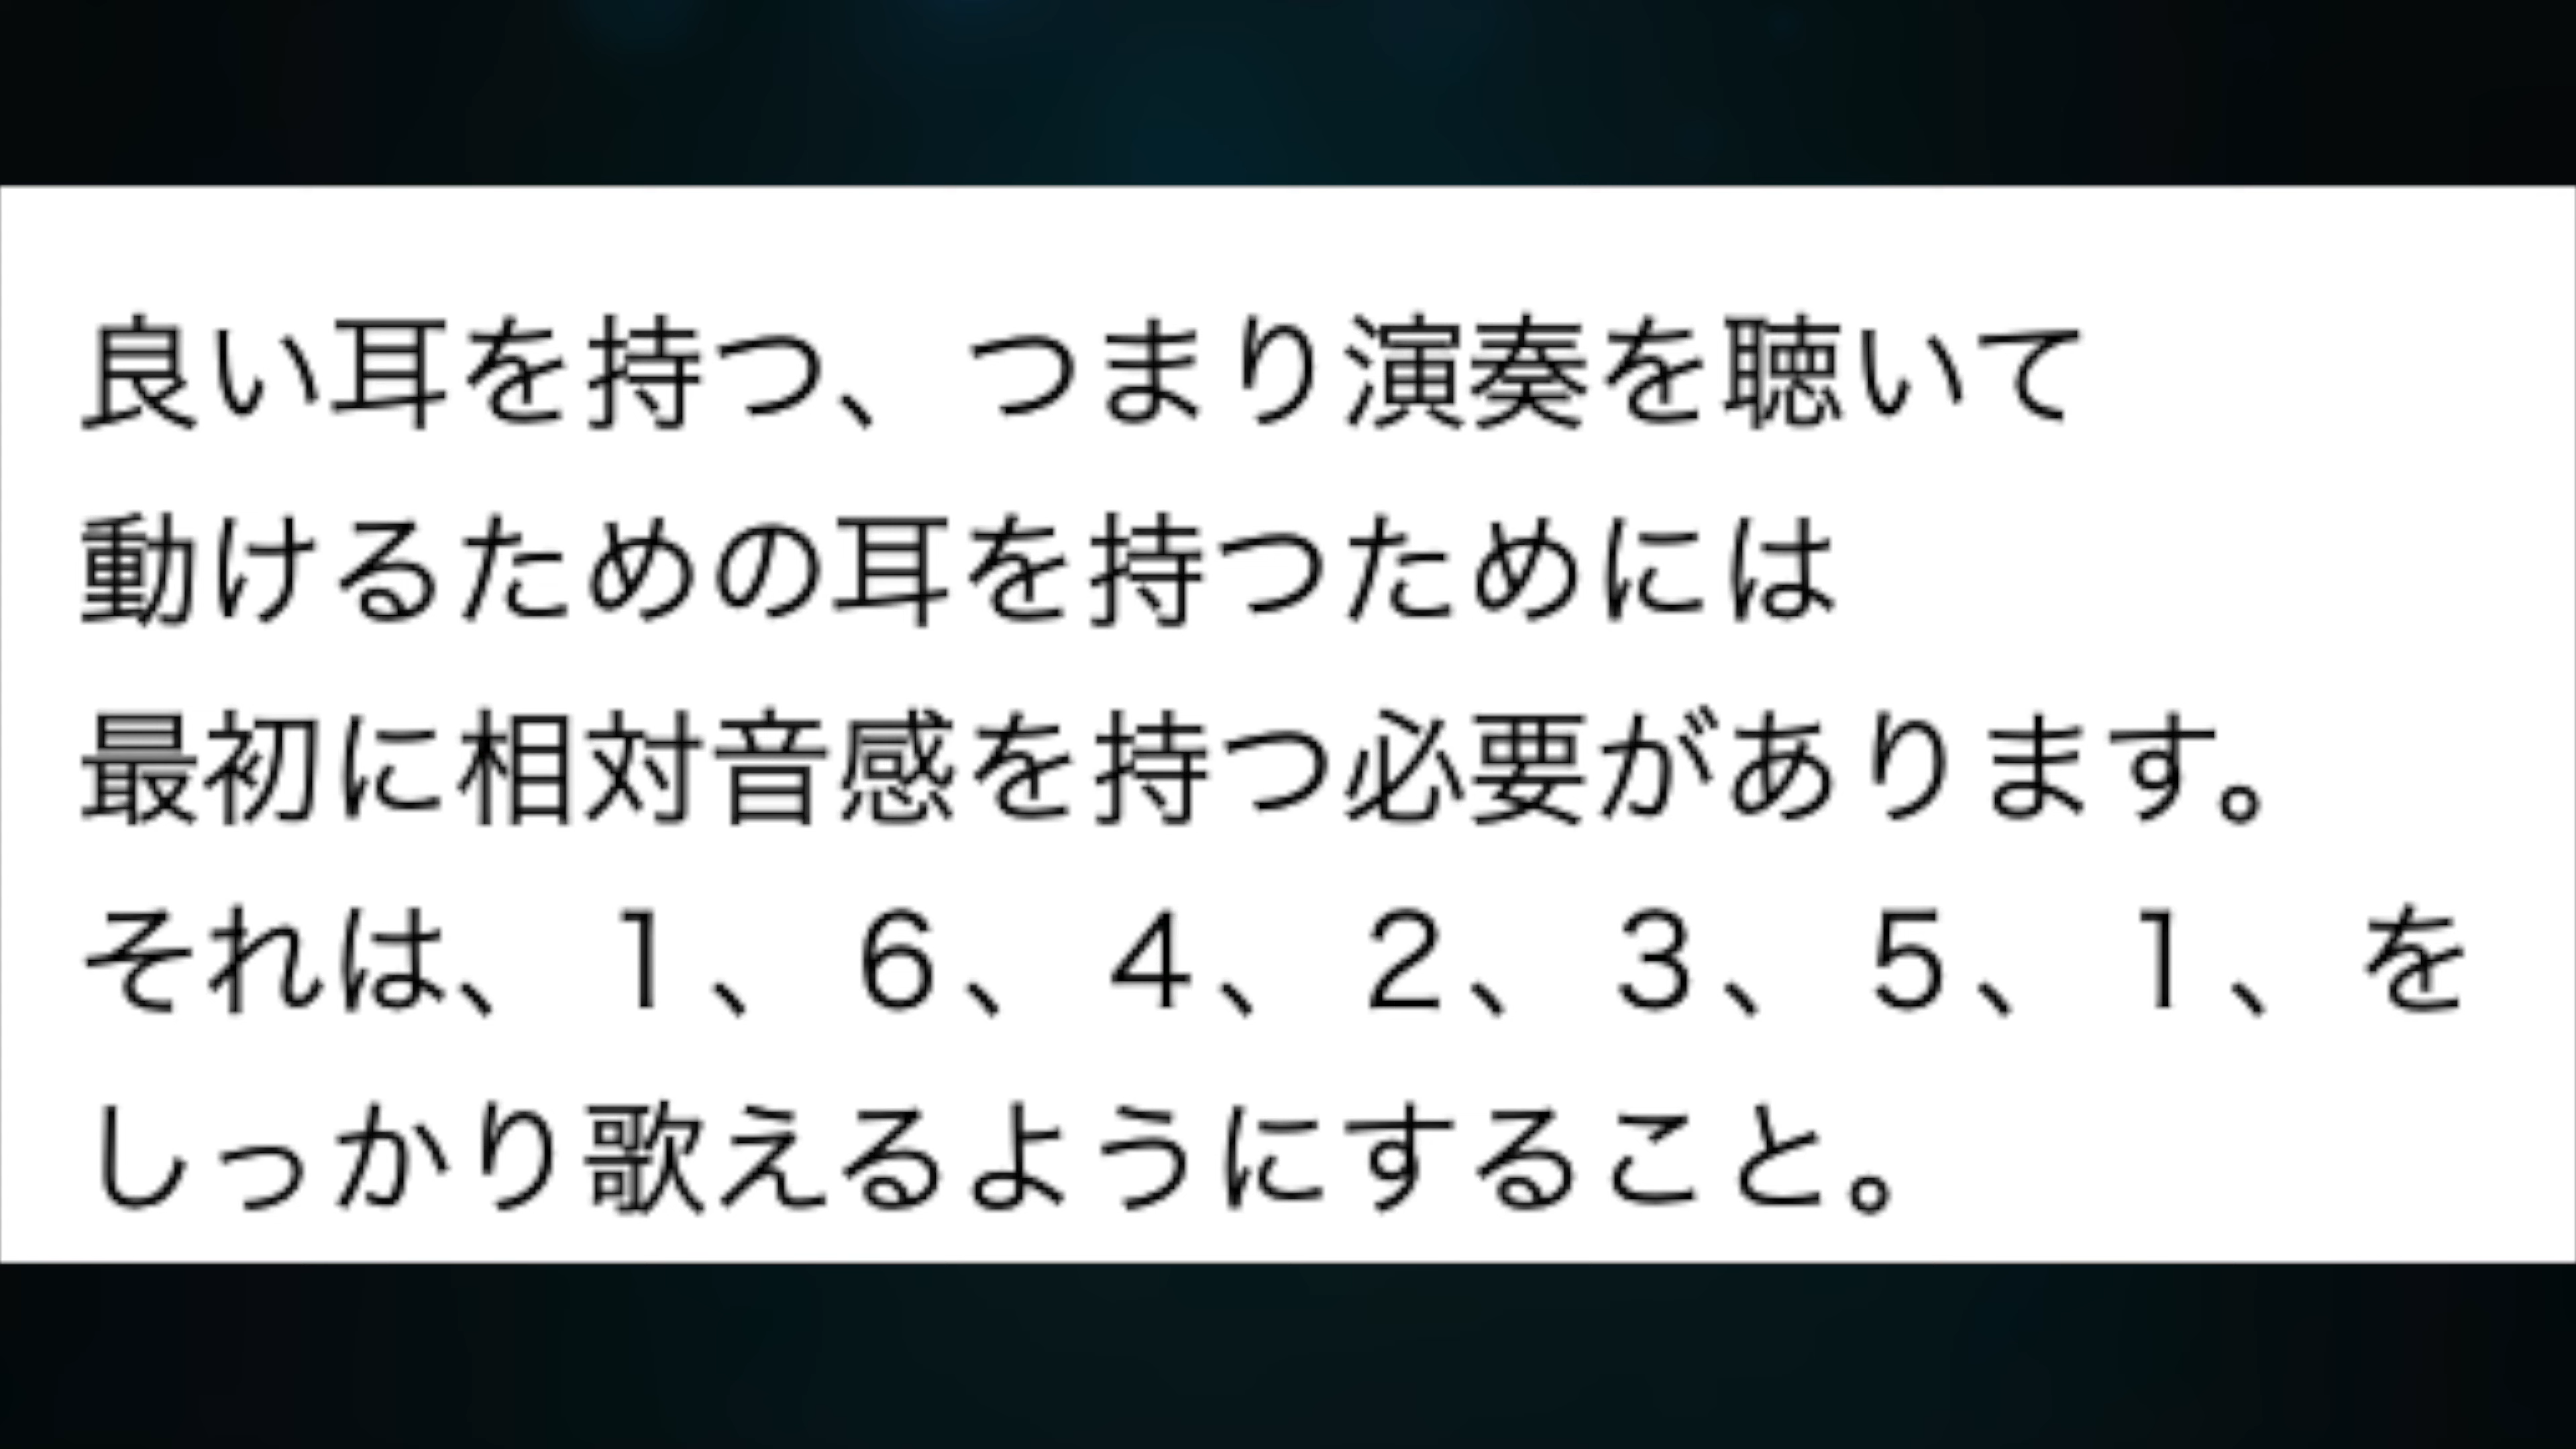 良い耳を持つ、つまり演奏を聴いて
動けるための耳を持つためには
最初に相対音感を持つ必要があります。
それは、１、６、４、２、３、５、１、を
しっかり歌えるようにすること。